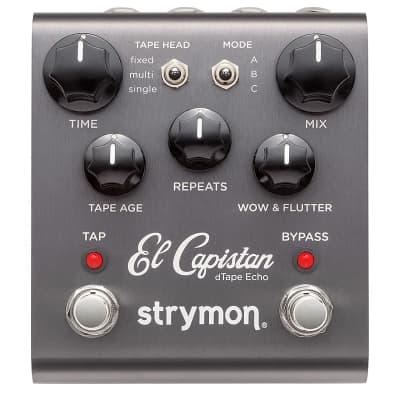 TAPE HEAD
MODE
fixed
multi
single
A
B
C
TIME
MIX
TAPE AGE
REPEATS
WOW & FLUTTER
TAP
El Capistan
BYPASS
dTape Echo
strymon®